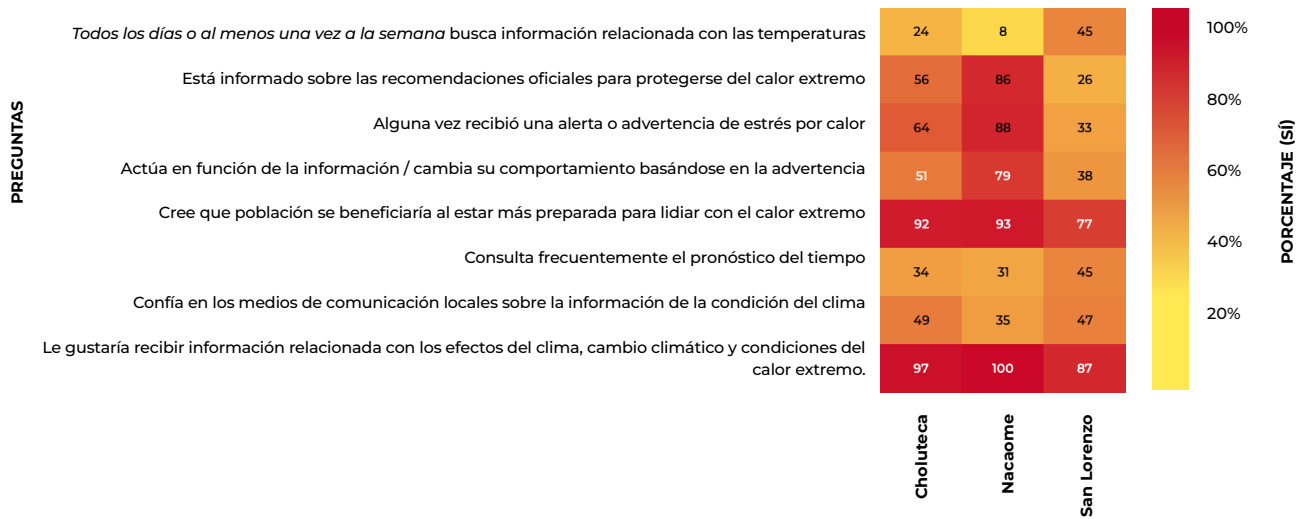 PREGUNTAS
Todos los días o al menos una vez a la semana busca información relacionada con las temperaturas
24 8 45
Está informado sobre las recomendaciones oficiales para protegerse del calor extremo
56 86 26
Alguna vez recibió una alerta o advertencia de estrés por calor
64 88 33
Actúa en función de la información / cambia su comportamiento basándose en la advertencia
51 79 38
Cree que población se beneficiaría al estar más preparada para lidiar con el calor extremo
92 93 77
Consulta frecuentemente el pronóstico del tiempo
34 31 45
Confía en los medios de comunicación locales sobre la información de la condición del clima
49 35 47
Le gustaría recibir información relacionada con los efectos del clima, cambio climático y condiciones del
calor extremo.
97 100 87
Choluteca
Nacaome
San Lorenzo
100%
80%
60%
40%
20%
PORCENTAJE (SÍ)